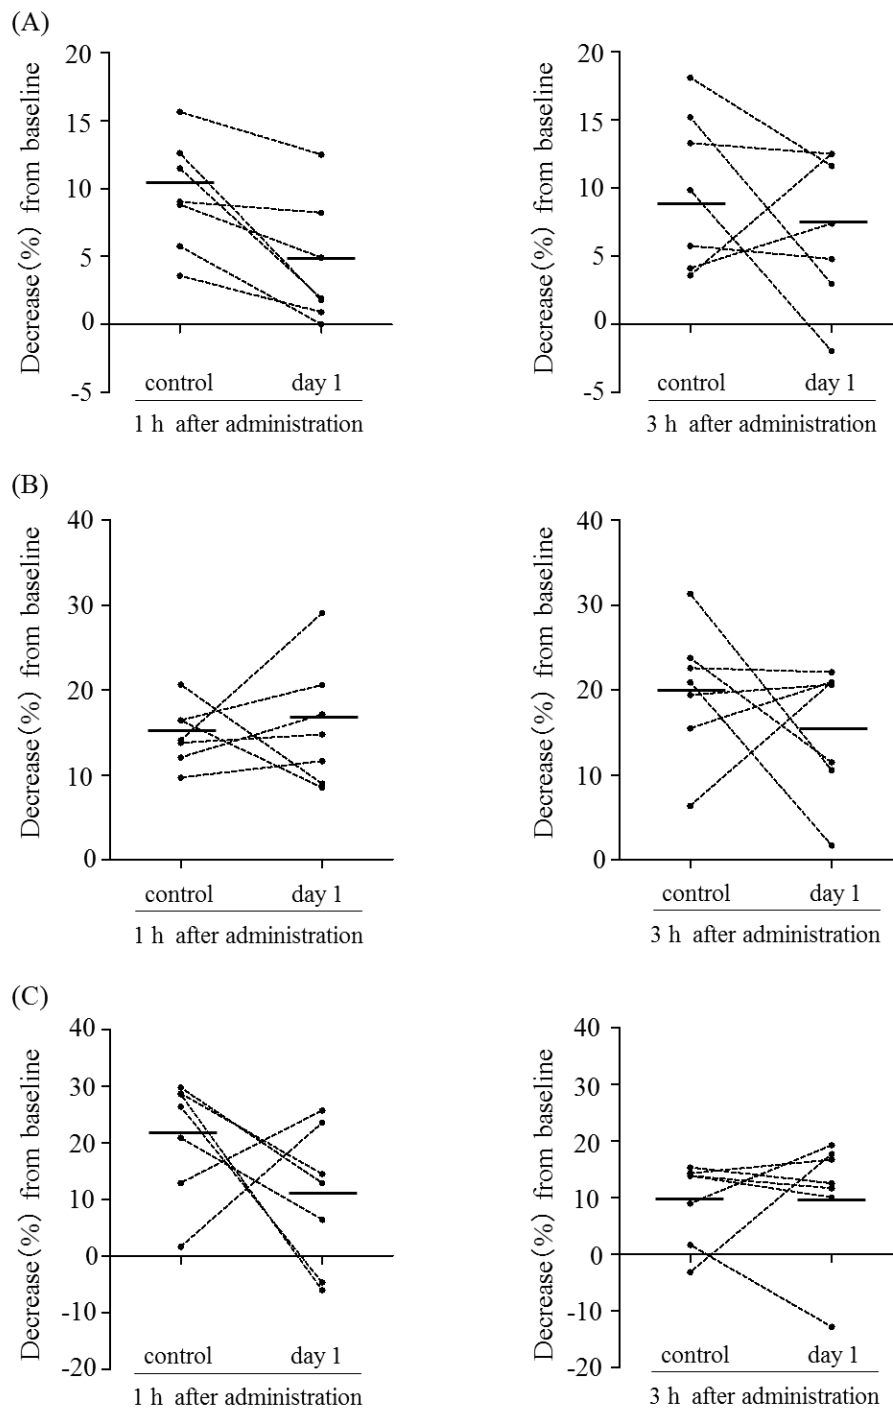 (A)
Decrease(%) from baseline
20
15
10
5
0
-5
control day 1
1 h after administration
Decrease(%) from baseline
20
15
10
5
0
-5
control day 1
3 h after administration
(B)
Decrease(%) from baseline
40
30
20
10
0
control day 1
1 h after administration
Decrease(%) from baseline
40
30
20
10
0
control day 1
3 h after administration
(C)
Decrease(%) from baseline
40
30
20
10
0
-10
-20
control day 1
1 h after administration
Decrease(%) from baseline
40
30
20
10
0
-10
-20
control day 1
3 h after administration